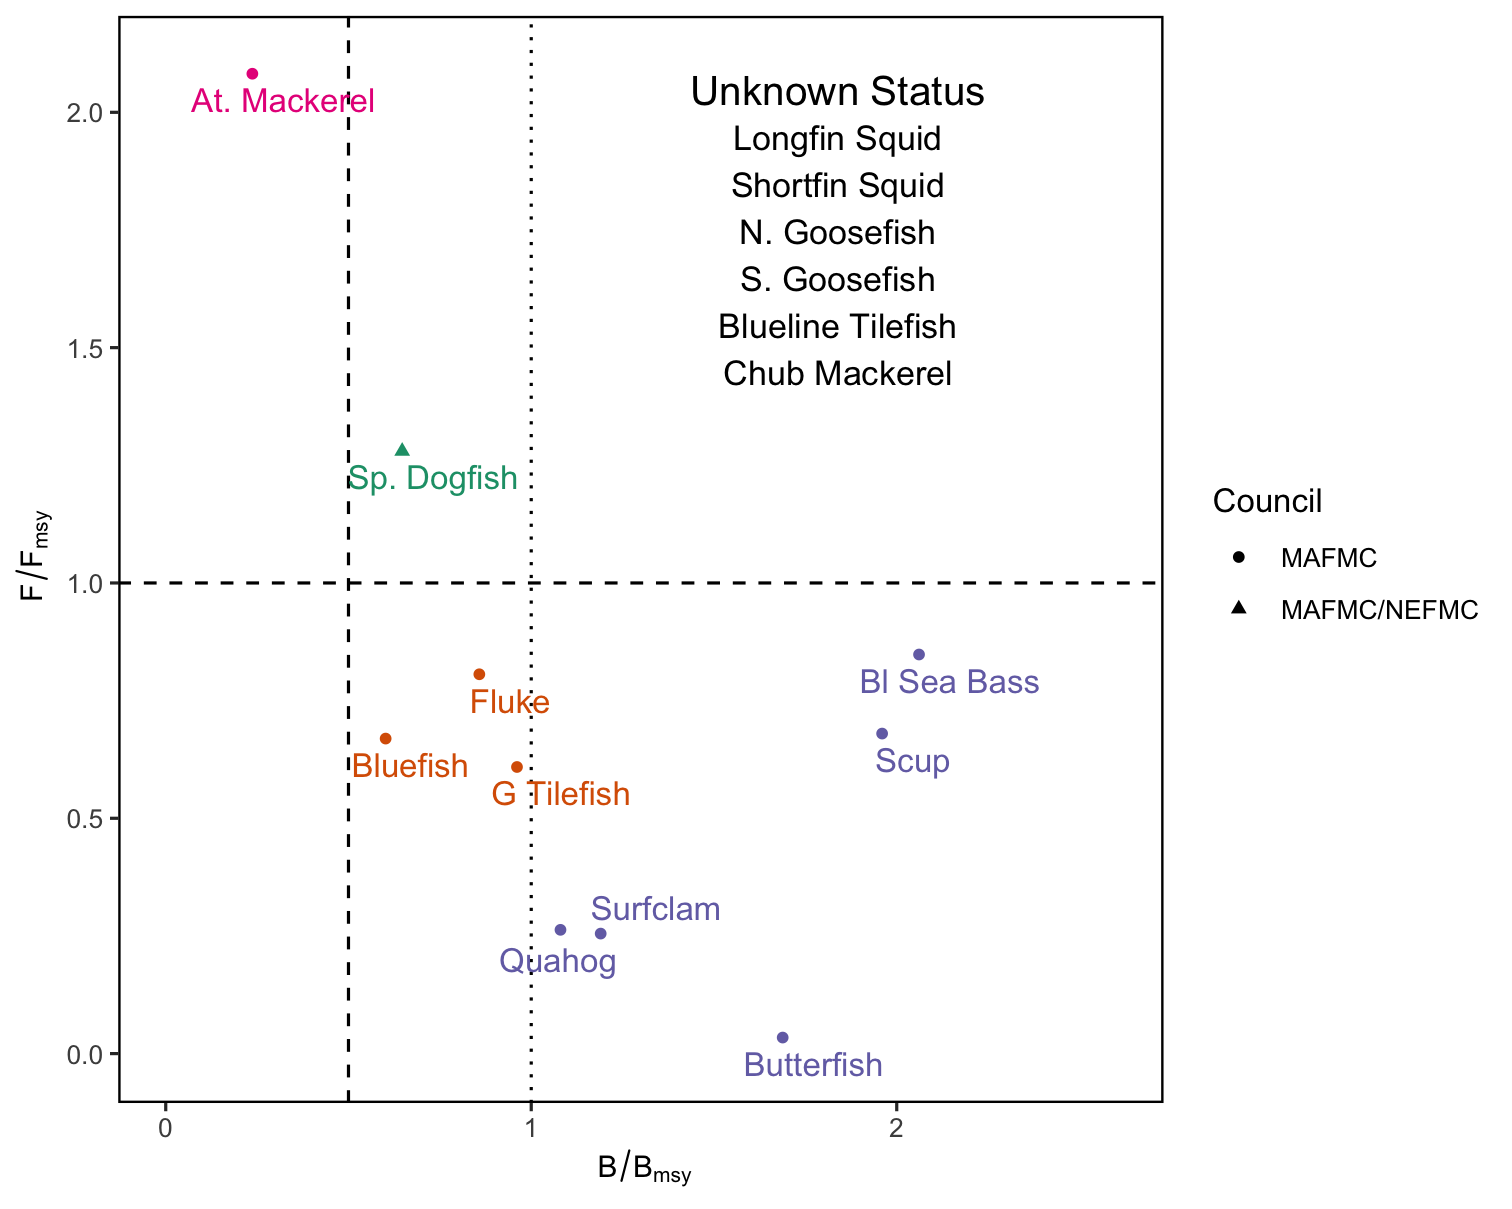 At. Mackerel
Unknown Status
Longfin Squid
Shortfin Squid
N. Goosefish
S. Goosefish
Blueline Tilefish
Chub Mackerel
Sp. Dogfish
Fluke
Bluefish
G Tilefish
Bl Sea Bass
Scup
Surfclam
Quahog
Butterfish
2.0
1.5
1.0
0.5
0.0
F/Fmsy
0
1
2
B/Bmsy
Council
MAFMC
MAFMC/NEFMC